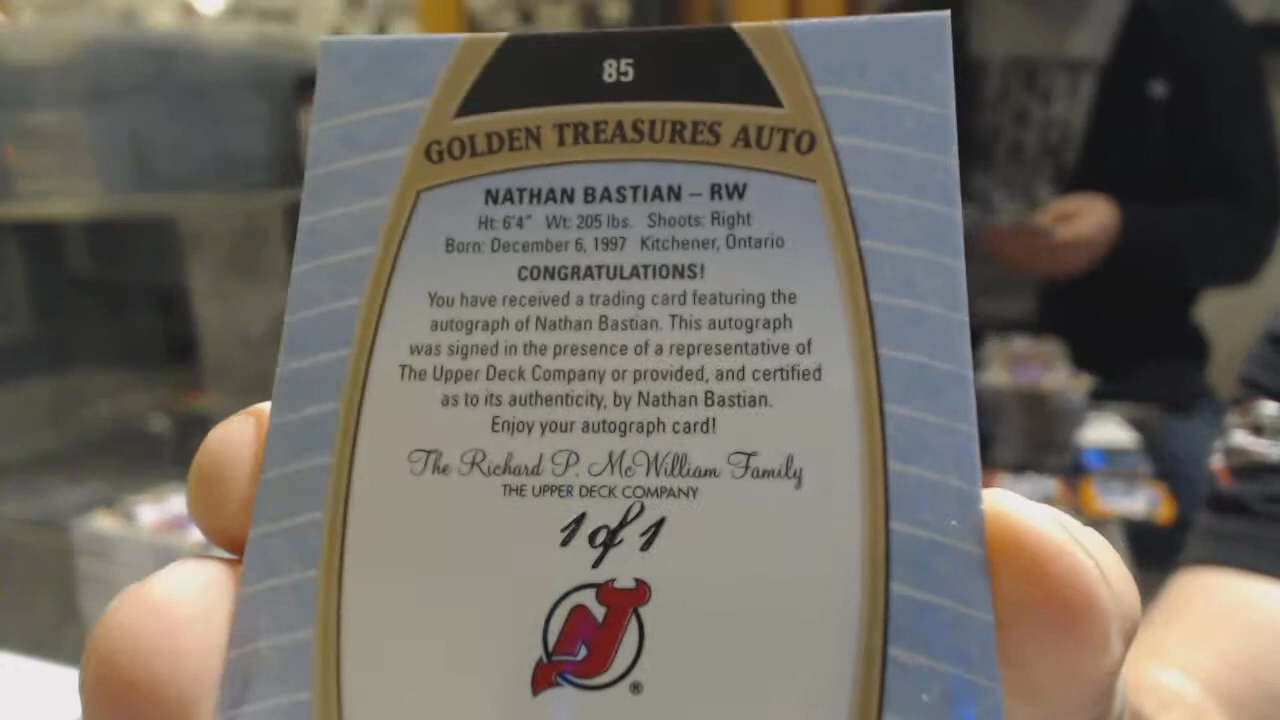 85
GOLDEN TREASURES AUTO
NATHAN BASTIAN – RW
Ht: 6'4" Wt: 205 lbs. Shoots: Right
Born: December 6, 1997 Kitchener, Ontario
CONGRATULATIONS!
You have received a trading card featuring the
autograph of Nathan Bastian. This autograph
was signed in the presence of a representative of
The Upper Deck Company or provided, and certified
as to its authenticity, by Nathan Bastian.
Enjoy your autograph card!
The Richard P. McWilliam Family
THE UPPER DECK COMPANY
1 of 1
NJ
®